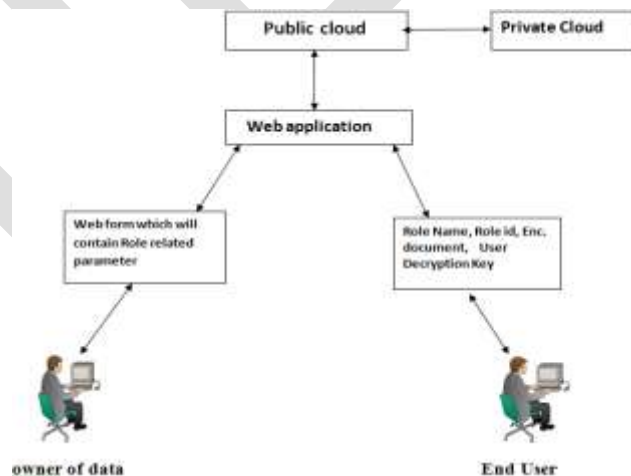 Public cloud
Private Cloud
Web application
Web form which will
contain Role related
parameter
Role Name, Role id, Enc.
document, User
Decryption Key
owner of data
End User